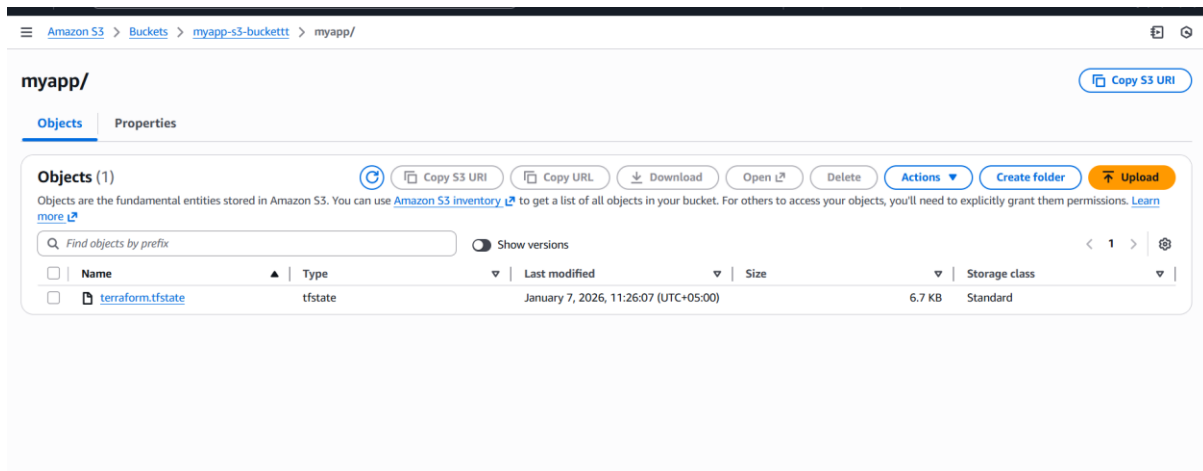 Amazon S3 > Buckets > myapp-s3-buckettt > myapp/
myapp/
Copy S3 URI
Objects Properties
Objects (1) Copy S3 URI Copy URL Download Open Delete Actions Create folder Upload
Objects are the fundamental entities stored in Amazon S3. You can use Amazon S3 inventory to get a list of all objects in your bucket. For others to access your objects, you'll need to explicitly grant them permissions. Learn
more
Find objects by prefix Show versions < 1 >
Name Type Last modified Size Storage class
terraform.tfstate tfstate January 7, 2026, 11:26:07 (UTC+05:00) 6.7 KB Standard